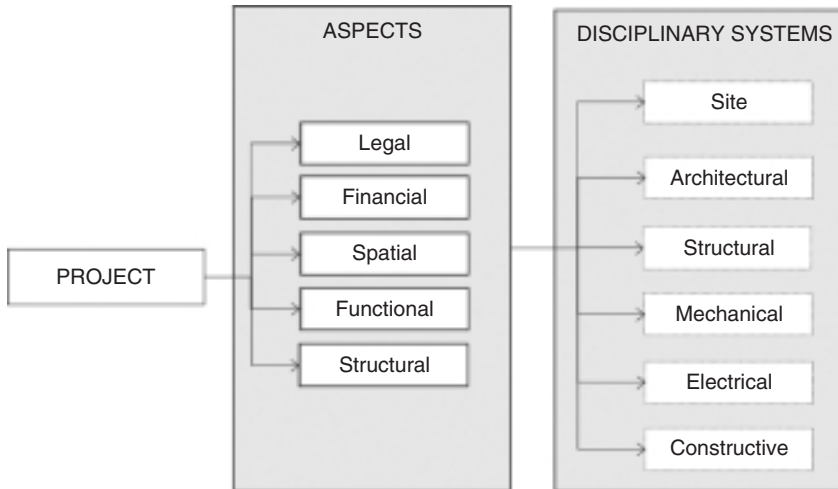 ASPECTS
DISCIPLINARY SYSTEMS
PROJECT
Legal
Financial
Spatial
Functional
Structural
Site
Architectural
Structural
Mechanical
Electrical
Constructive